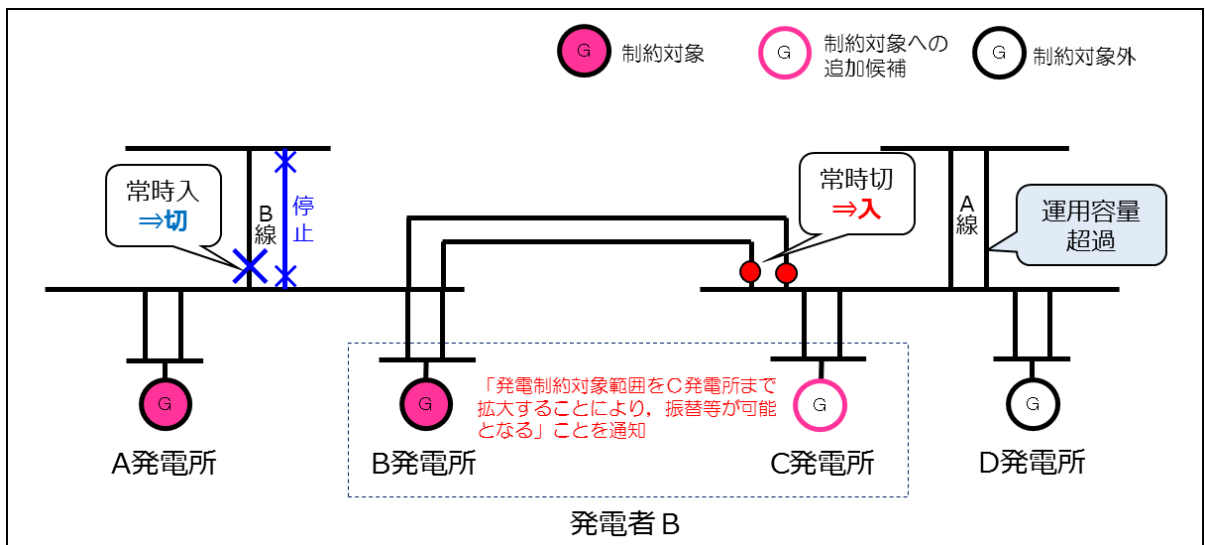 G
制約対象
G
制約対象への
追加候補
G
制約対象外
常時入
⇒切
B線
停止
常時切
⇒入
A線
運用容量
超過
G
G
「発電制約対象範囲をC発電所まで
拡大することにより，振替等が可能
となる」ことを通知
G
G
A発電所
B発電所
C発電所
D発電所
発電者B